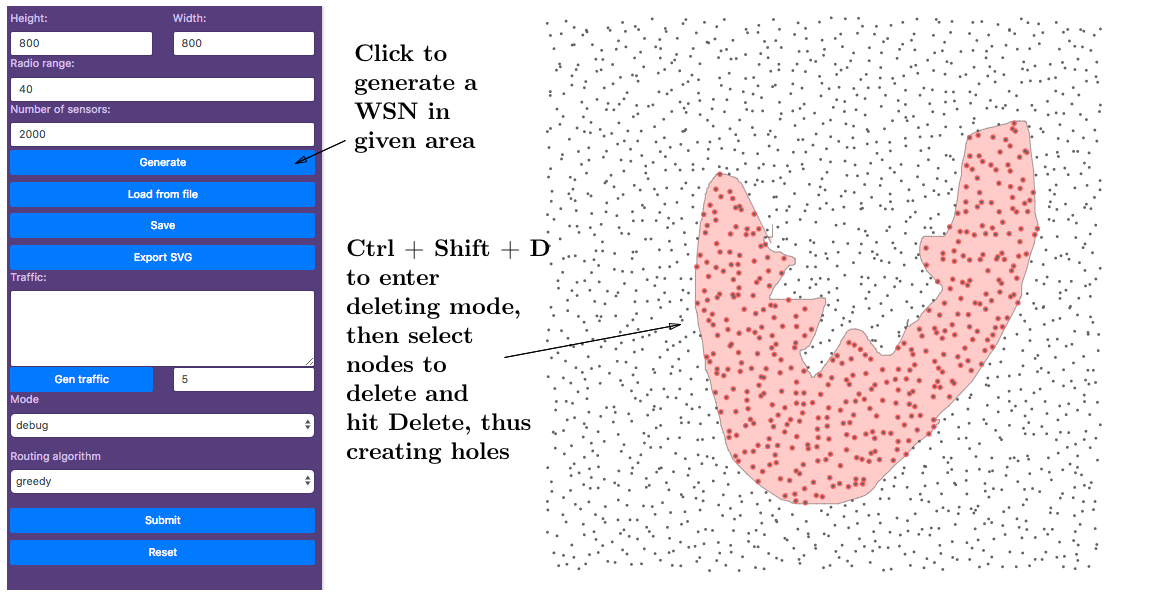 Height: Width:
800 800
Radio range:
40
Number of sensors:
2000
Generate
Load from file
Save
Export SVG
Traffic:
Gen traffic 5
Mode
debug
Routing algorithm
greedy
Submit
Reset
Click to
generate a
WSN in
given area
Ctrl + Shift + D
to enter
deleting mode,
then select
nodes to
delete and
hit Delete, thus
creating holes